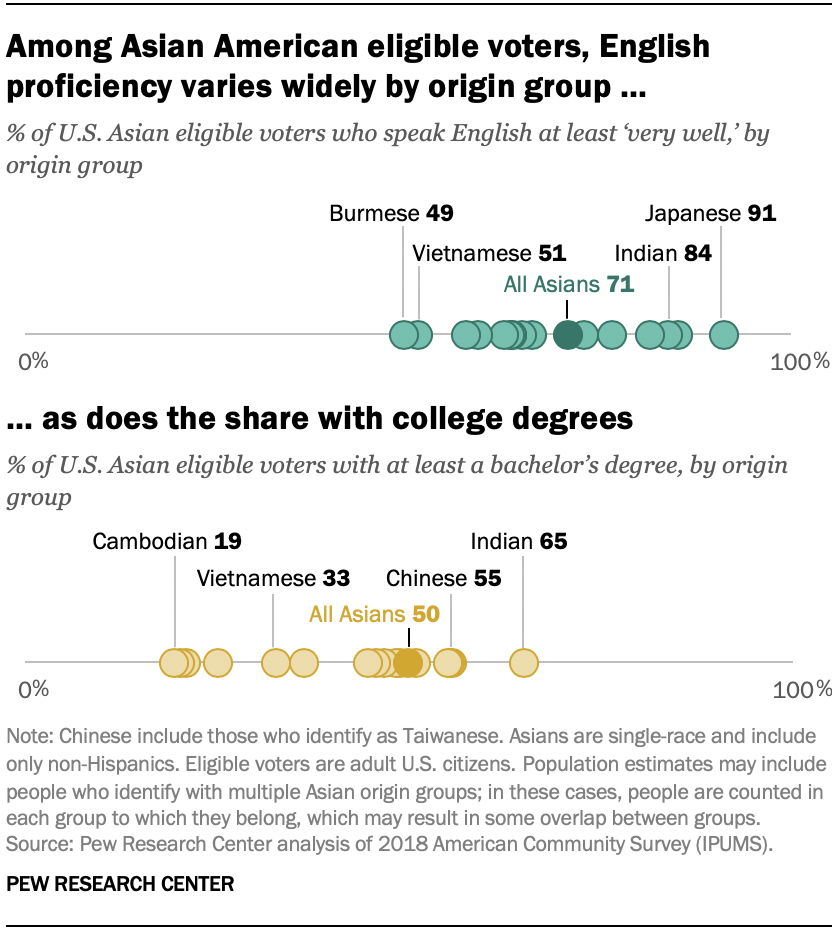 Among Asian American eligible voters, English
proficiency varies widely by origin group ...
% of U.S. Asian eligible voters who speak English at least ‘very well,’ by
origin group
Burmese 49
Japanese 91
Vietnamese 51
Indian 84
All Asians 71
0%
100%
... as does the share with college degrees
% of U.S. Asian eligible voters with at least a bachelor’s degree, by origin
group
Cambodian 19
Indian 65
Vietnamese 33
Chinese 55
All Asians 50
0%
100%
Note: Chinese include those who identify as Taiwanese. Asians are single-race and include
only non-Hispanics. Eligible voters are adult U.S. citizens. Population estimates may include
people who identify with multiple Asian origin groups; in these cases, people are counted in
each group to which they belong, which may result in some overlap between groups.
Source: Pew Research Center analysis of 2018 American Community Survey (IPUMS).
PEW RESEARCH CENTER